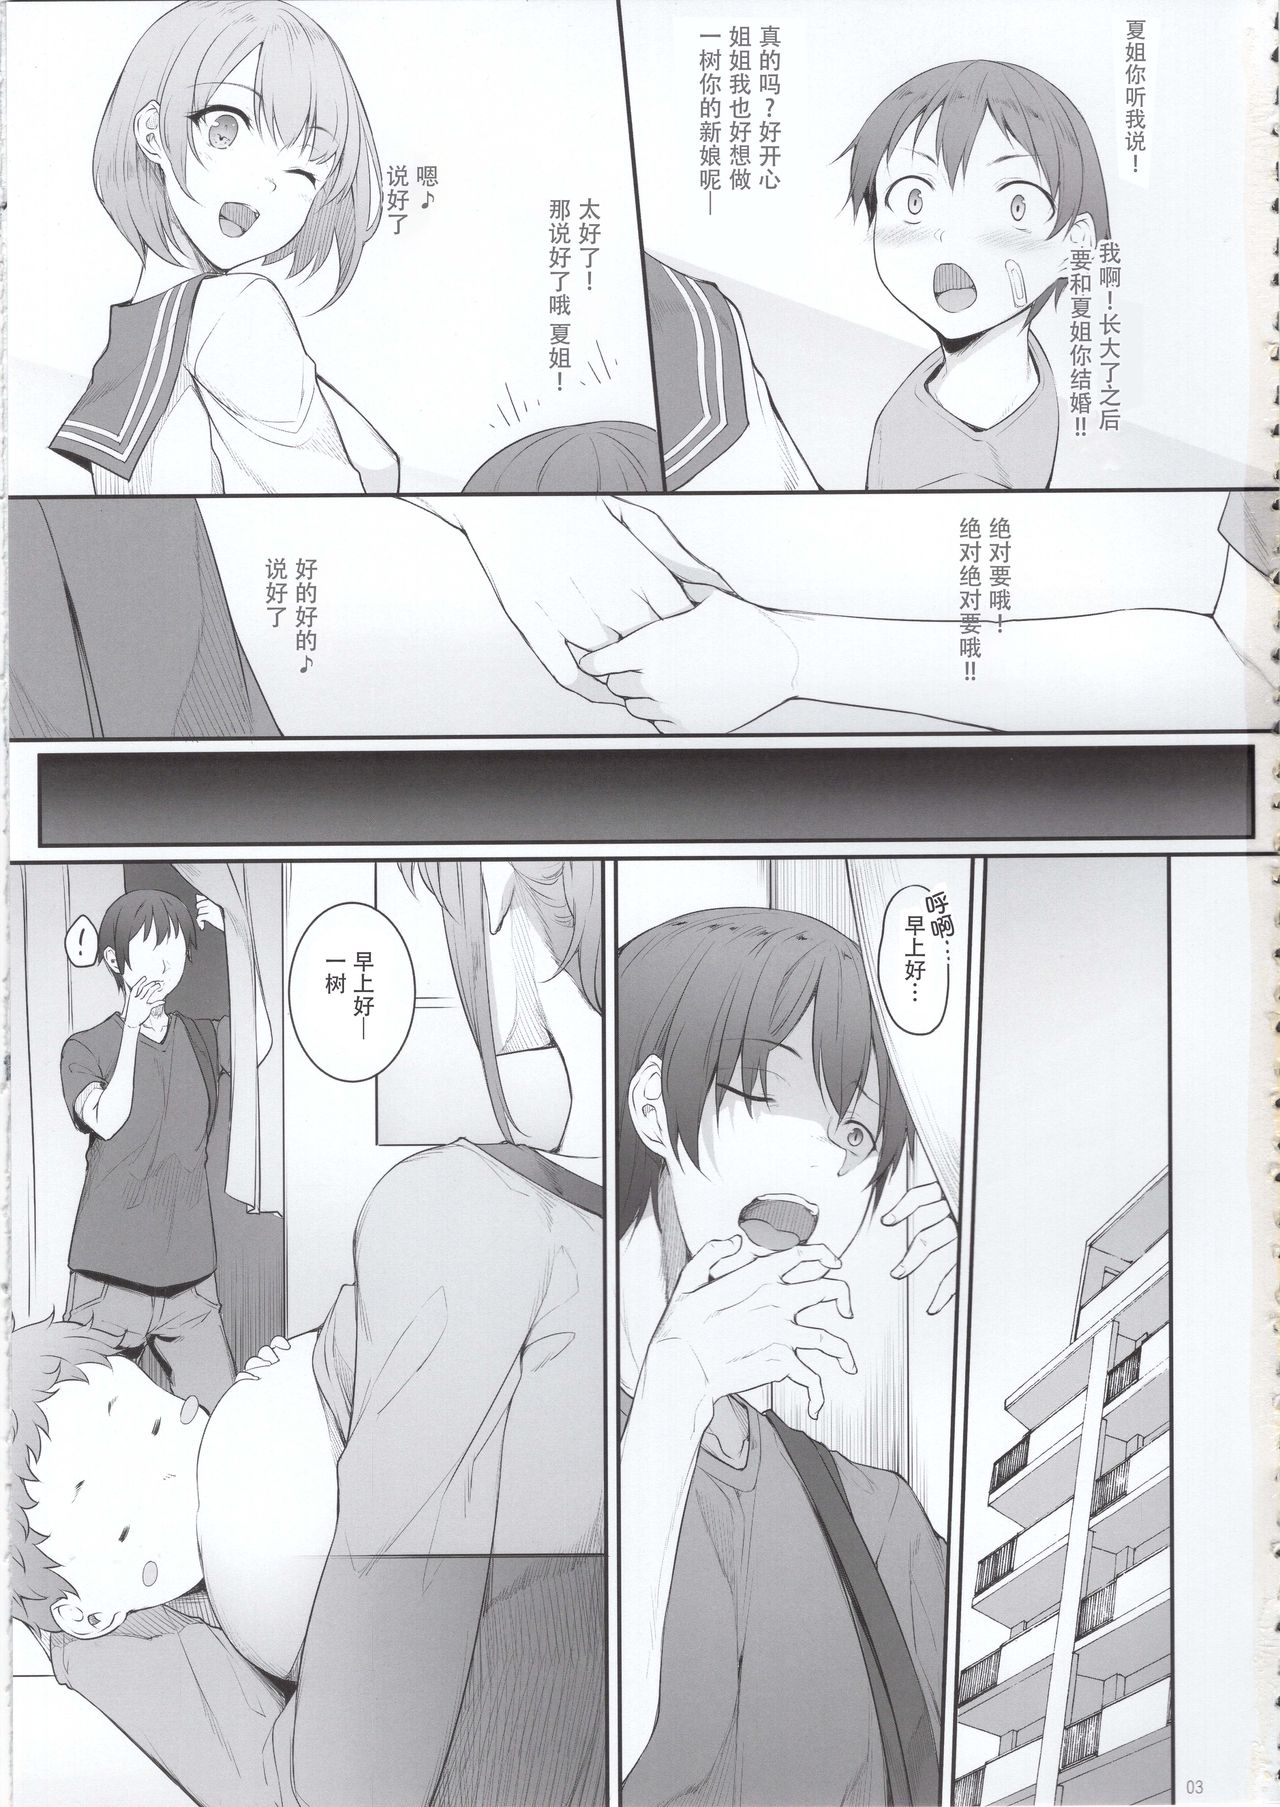 夏姐你听我说！
我啊！长大了之后
要和夏姐你结婚!!
真的吗？好开心
姐姐我也好想做
一树你的新娘呢—
太好了！
那说好了哦 夏姐！
嗯♪
说好了
绝对要哦！
绝对绝对要哦!!
好的好的♪
说好了
呼啊…
早上好…
早上好—
一树
！
03